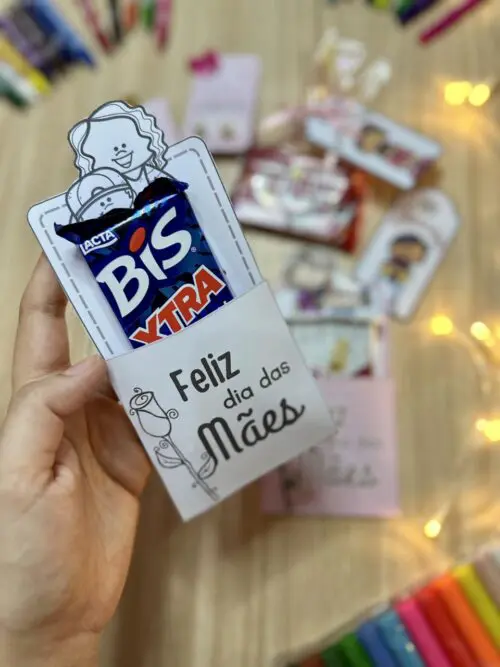 LACTA
BIS
XTRA
Feliz
dia das
Mães